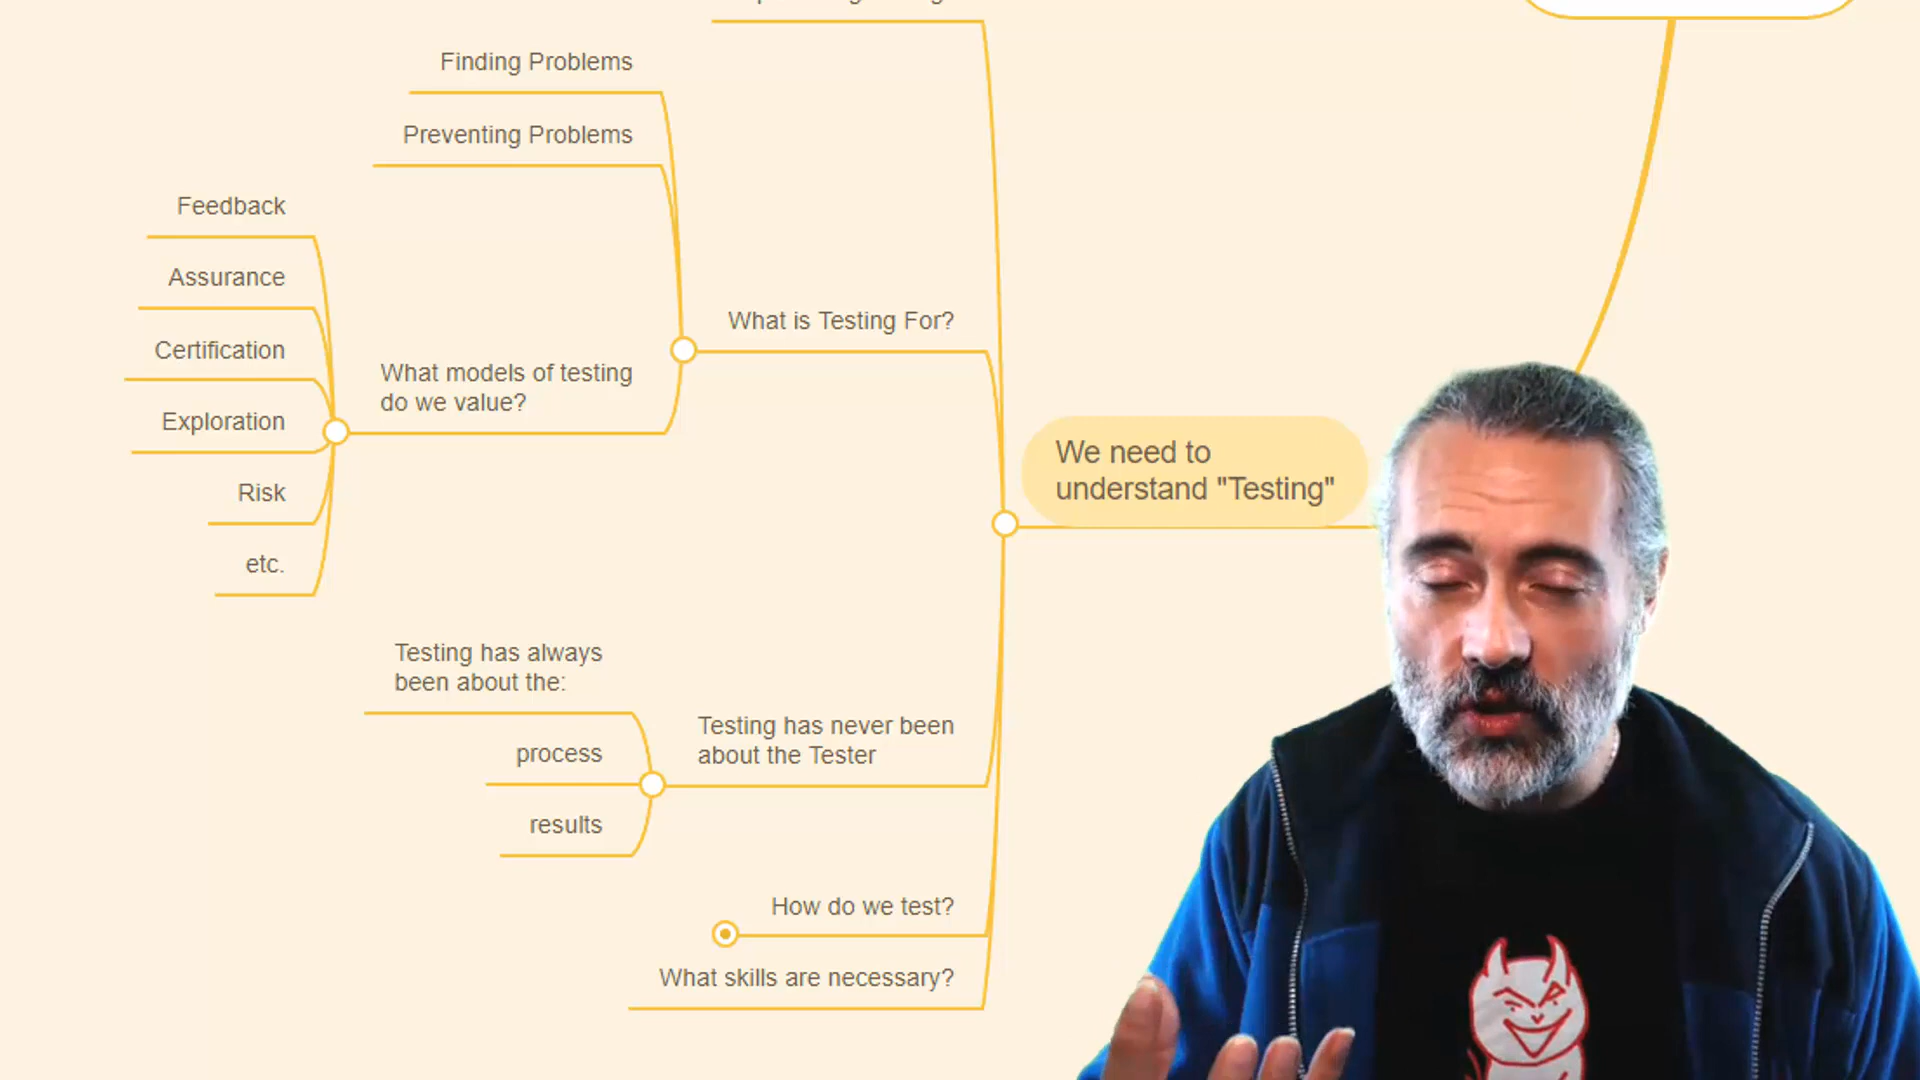 Finding Problems
Preventing Problems
Feedback
Assurance
Certification
Exploration
Risk
etc.
What models of testing
do we value?
What is Testing For?
We need to
understand "Testing"
Testing has always
been about the:
process
results
Testing has never been
about the Tester
How do we test?
What skills are necessary?